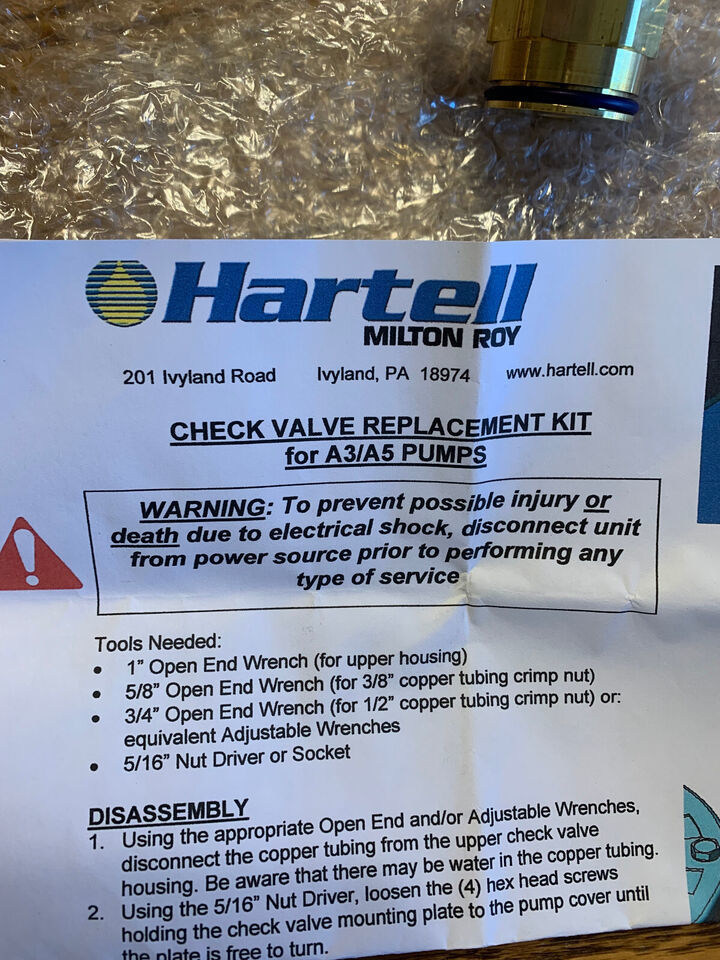 Hartell
MILTON ROY
201 Ivyland Road Ivyland, PA 18974 www.hartell.com
CHECK VALVE REPLACEMENT KIT
for A3/A5 PUMPS
WARNING: To prevent possible injury or
death due to electrical shock, disconnect unit
from power source prior to performing any
type of service
Tools Needed:
• 1" Open End Wrench (for upper housing)
• 5/8" Open End Wrench (for 3/8" copper tubing crimp nut)
• 3/4" Open End Wrench (for 1/2" copper tubing crimp nut) or:
equivalent Adjustable Wrenches
• 5/16" Nut Driver or Socket
DISASSEMBLY
1. Using the appropriate Open End and/or Adjustable Wrenches,
disconnect the copper tubing from the upper check valve
housing. Be aware that there may be water in the copper tubing.
2. Using the 5/16" Nut Driver, loosen the (4) hex head screws
holding the check valve mounting plate to the pump cover until
the plate is free to turn.